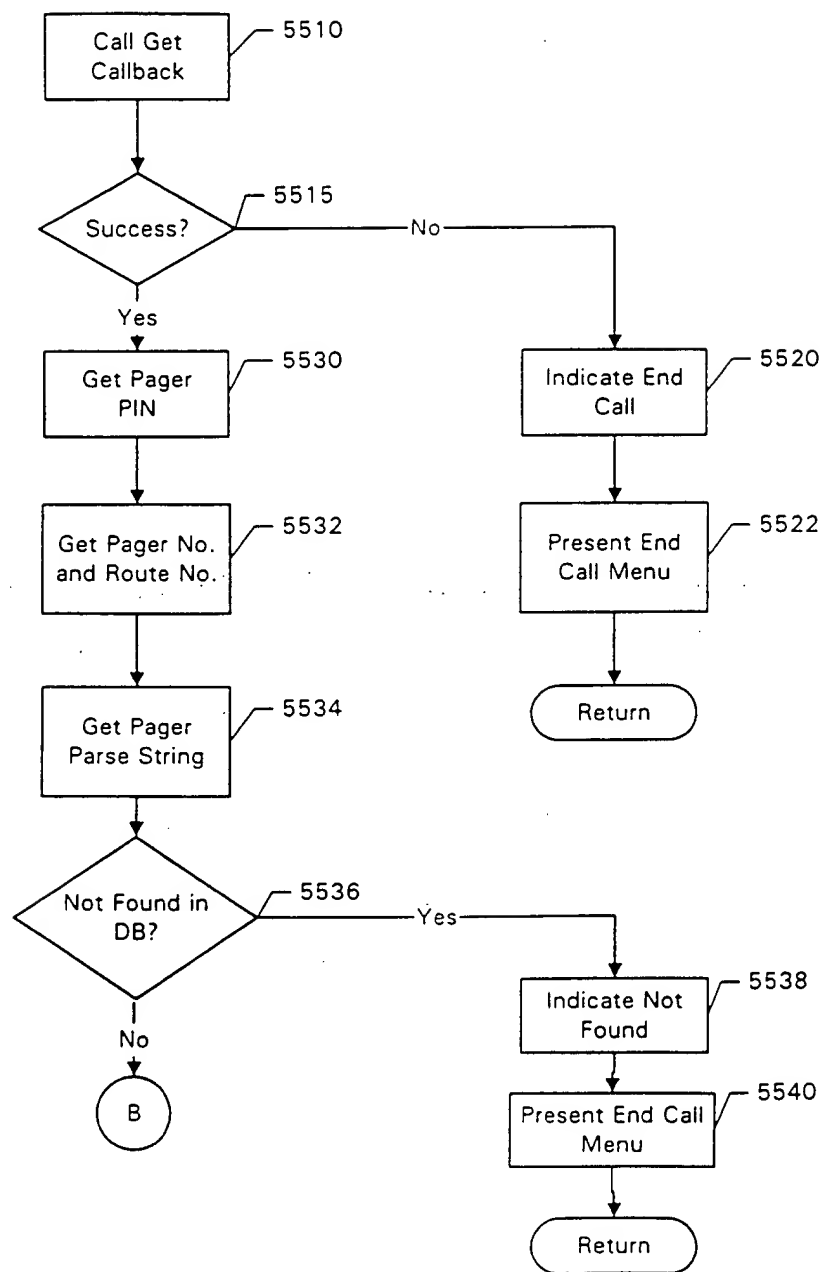 Call Get
Callback
5510
Success?
5515
No
Yes
Get Pager
PIN
5530
Indicate End
Call
5520
Get Pager No.
and Route No.
5532
Present End
Call Menu
5522
Get Pager
Parse String
5534
Return
Not Found in
DB?
5536
Yes
No
Indicate Not
Found
5538
B
Present End Call
Menu
5540
Return